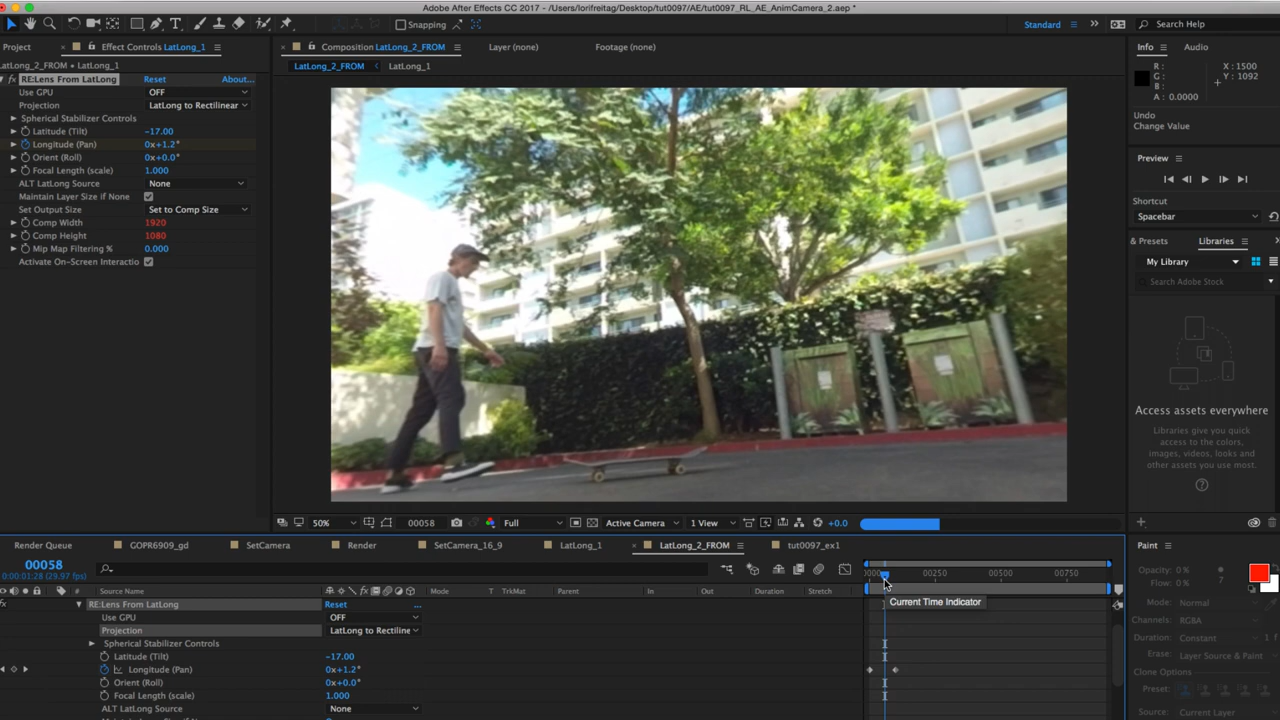 Adobe After Effects CC 2017 - /Users/lorifreitag/Desktop/tut0097/AE/tut0097_RL_AE_AnimCamera_2.aep *
Snapping
Standard
Search Help
Project
Effect Controls LatLong_1
Composition LatLong_2_FROM
Layer (none)
Footage (none)
Info
Audio
LatLong_2_FROM • LatLong_1
LatLong_2_FROM
LatLong_1
fx RE:Lens From LatLong Reset About...
Use GPU OFF
Projection LatLong to Rectilinear
Spherical Stabilizer Controls
Latitude (Tilt) -17.00
Longitude (Pan) 0x+1.2°
Orient (Roll) 0x+0.0°
Focal Length (scale) 1.000
ALT LatLong Source None
Maintain Layer Size if None
Set Output Size Set to Comp Size
Comp Width 1920
Comp Height 1080
Mip Map Filtering % 0.000
Activate On-Screen Interactio
R :
G :
B :
A : 0.0000
X : 1500
Y : 1092
Undo
Change Value
Preview
Shortcut
Spacebar
& Presets
Libraries
My Library
Search Adobe Stock
Access assets everywhere
Libraries give you quick
access to the colors,
images, videos, looks and
other assets you use most.
50%
00058
Full
Active Camera
1 View
+0.0
Render Queue
GOPR6909_gd
SetCamera
Render
SetCamera_16_9
LatLong_1
LatLong_2_FROM
tut0097_ex1
00058
0:00:01:28 (29.97 fps)
00250
00500
00750
Source Name
Mode
T TrkMat
Parent
In
Out
Duration
Stretch
Current Time Indicator
RE:Lens From LatLong Reset ...
Use GPU OFF
Projection LatLong to Rectiline
Spherical Stabilizer Controls
Latitude (Tilt) -17.00
Longitude (Pan) 0x+1.2°
Orient (Roll) 0x+0.0°
Focal Length (scale) 1.000
ALT LatLong Source None
Paint
Opacity: 0 %
Flow: 0 %
Mode: Normal
Channels: RGBA
Duration: Constant
Erase: Layer Source & Paint
Clone Options
Preset:
Source: Current Layer